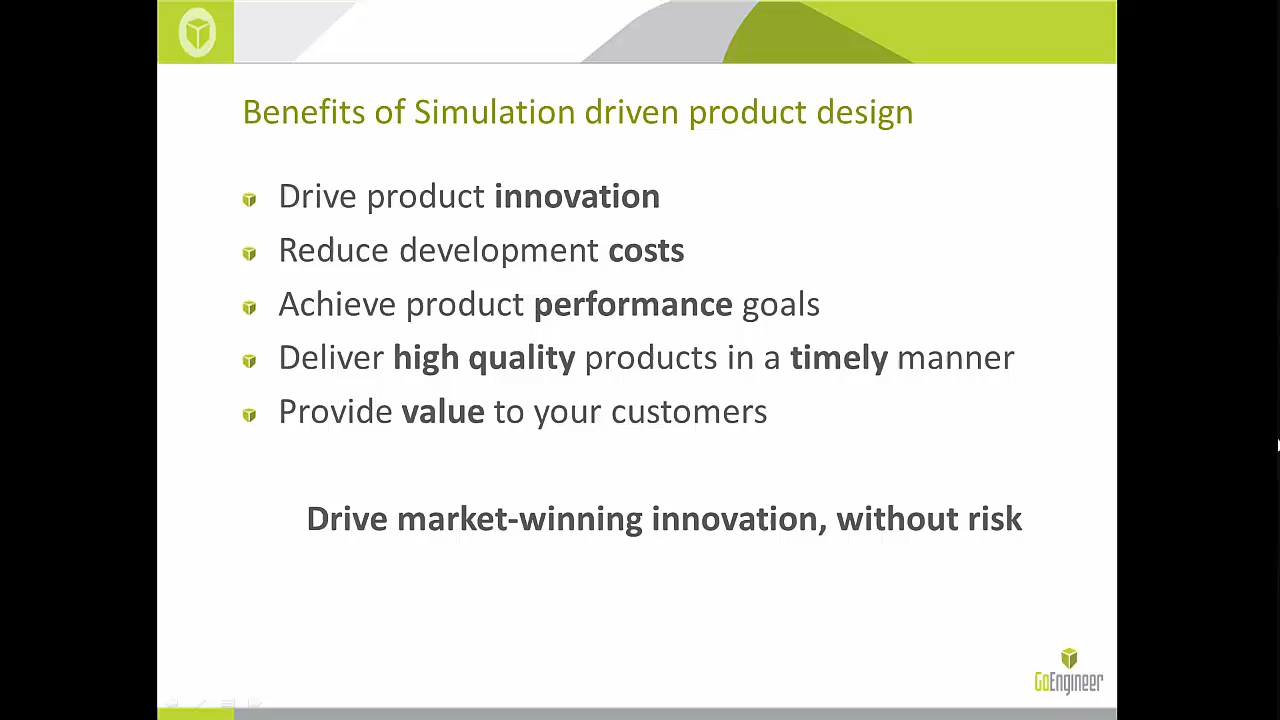 Benefits of Simulation driven product design
Drive product innovation
Reduce development costs
Achieve product performance goals
Deliver high quality products in a timely manner
Provide value to your customers
Drive market-winning innovation, without risk
GoEngineer